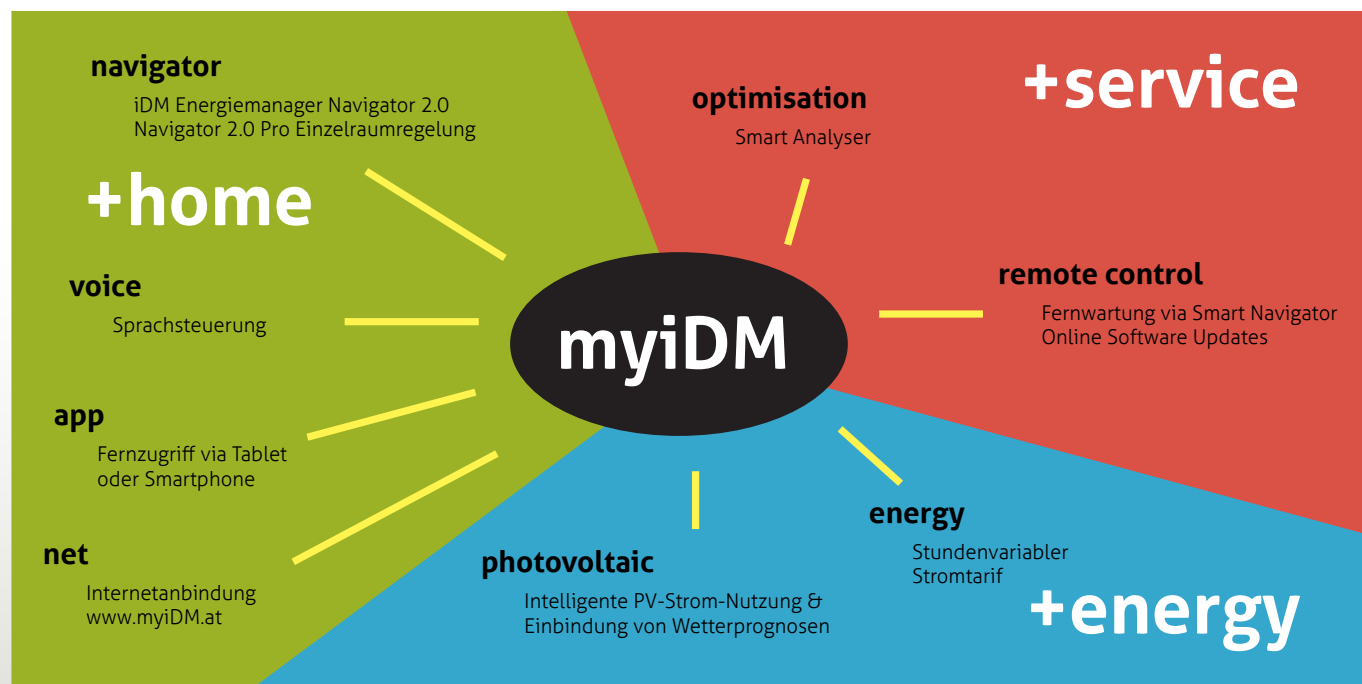 navigator
iDM Energiemanager Navigator 2.0
Navigator 2.0 Pro Einzelraumregelung
+home
voice
Sprachsteuerung
app
Fernzugriff via Tablet
oder Smartphone
net
Internetanbindung
www.myiDM.at
myiDM
+service
optimisation
Smart Analyser
remote control
Fernwartung via Smart Navigator
Online Software Updates
photovoltaic
Intelligente PV-Strom-Nutzung &
Einbindung von Wetterprognosen
energy
Stundenvariabler
Stromtarif
+energy